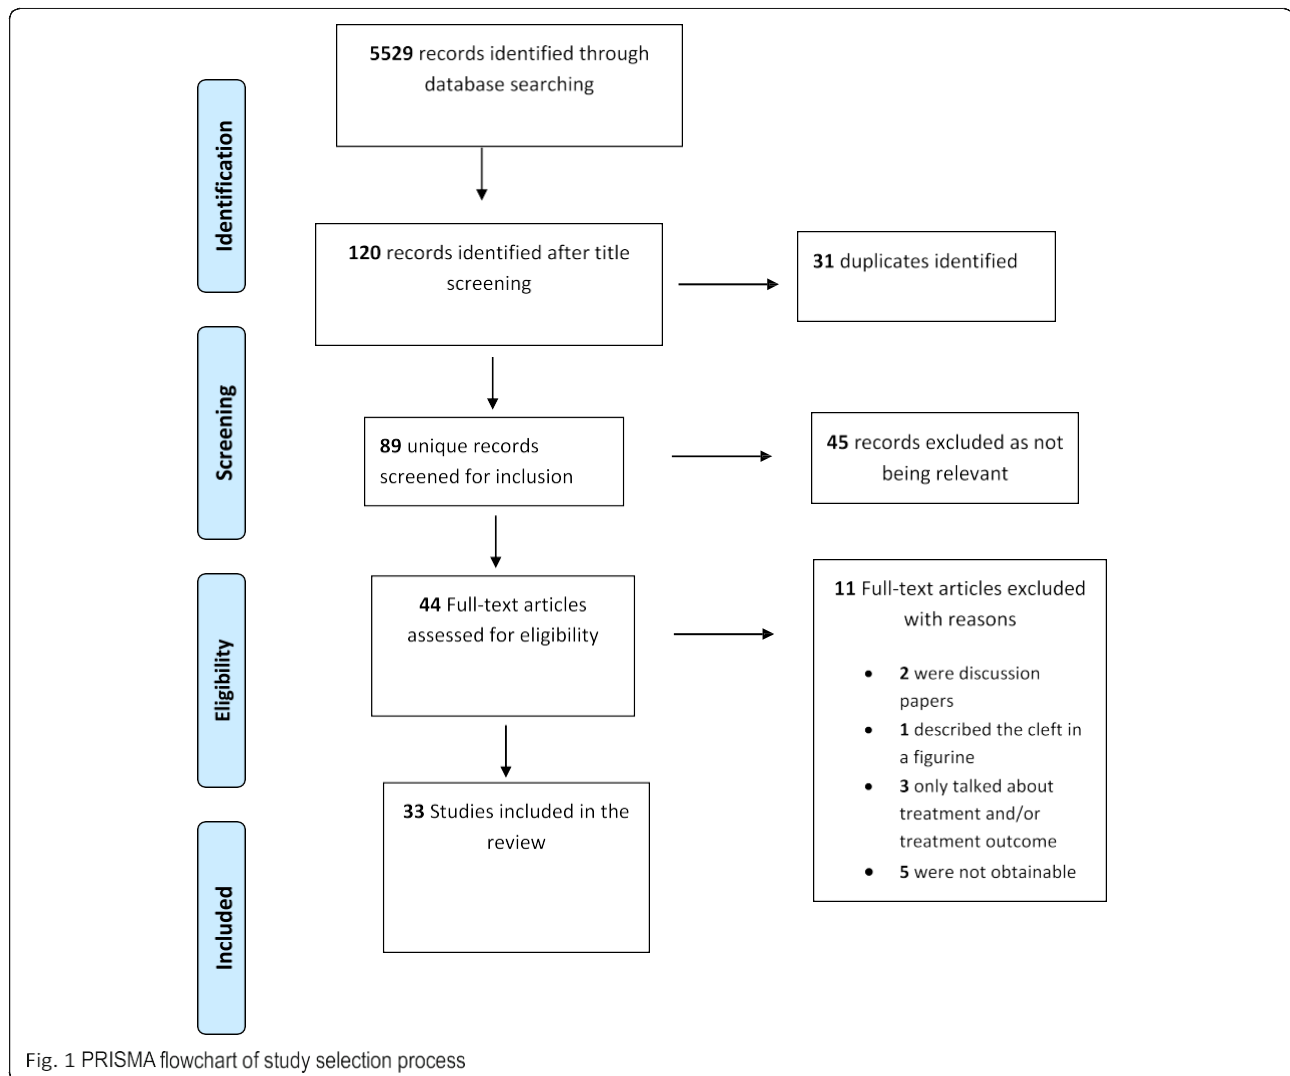 5529 records identified through
database searching
Identification
120 records identified after title
screening
31 duplicates identified
Screening
89 unique records
screened for inclusion
45 records excluded as not
being relevant
Eligibility
44 Full-text articles
assessed for eligibility
11 Full-text articles excluded
with reasons
• 2 were discussion
papers
• 1 described the cleft in
a figurine
• 3 only talked about
treatment and/or
treatment outcome
• 5 were not obtainable
Included
33 Studies included in the
review
Fig. 1 PRISMA flowchart of study selection process